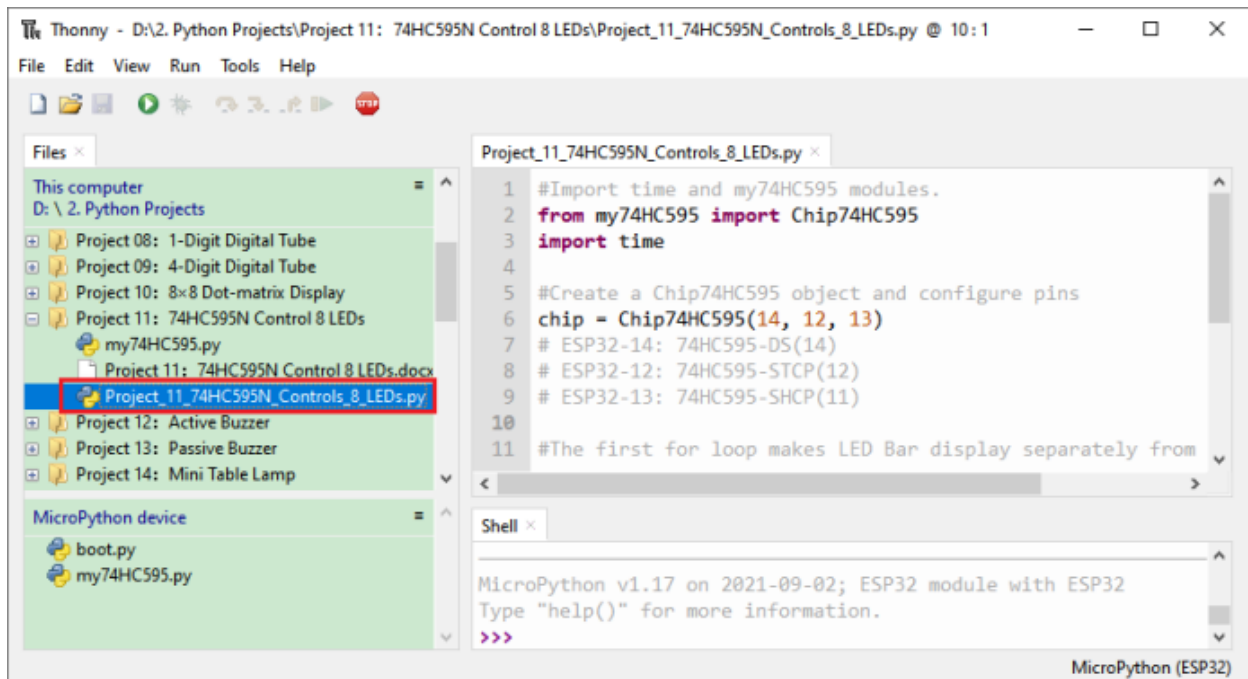 Thonny - D:\2. Python Projects\Project 11: 74HC595N Control 8 LEDs\Project_11_74HC595N_Controls_8_LEDs.py @ 10:1
File Edit View Run Tools Help
STOP
Files
This computer
D: \ 2. Python Projects
Project 08: 1-Digit Digital Tube
Project 09: 4-Digit Digital Tube
Project 10: 8×8 Dot-matrix Display
Project 11: 74HC595N Control 8 LEDs
my74HC595.py
Project 11: 74HC595N Control 8 LEDs.docx
Project_11_74HC595N_Controls_8_LEDs.py
Project 12: Active Buzzer
Project 13: Passive Buzzer
Project 14: Mini Table Lamp
MicroPython device
boot.py
my74HC595.py
Project_11_74HC595N_Controls_8_LEDs.py
1 #Import time and my74HC595 modules.
2 from my74HC595 import Chip74HC595
3 import time
4
5 #Create a Chip74HC595 object and configure pins
6 chip = Chip74HC595(14, 12, 13)
7 # ESP32-14: 74HC595-DS(14)
8 # ESP32-12: 74HC595-STCP(12)
9 # ESP32-13: 74HC595-SHCP(11)
10
11 #The first for loop makes LED Bar display separately from
Shell
MicroPython v1.17 on 2021-09-02; ESP32 module with ESP32
Type "help()" for more information.
>>>
MicroPython (ESP32)